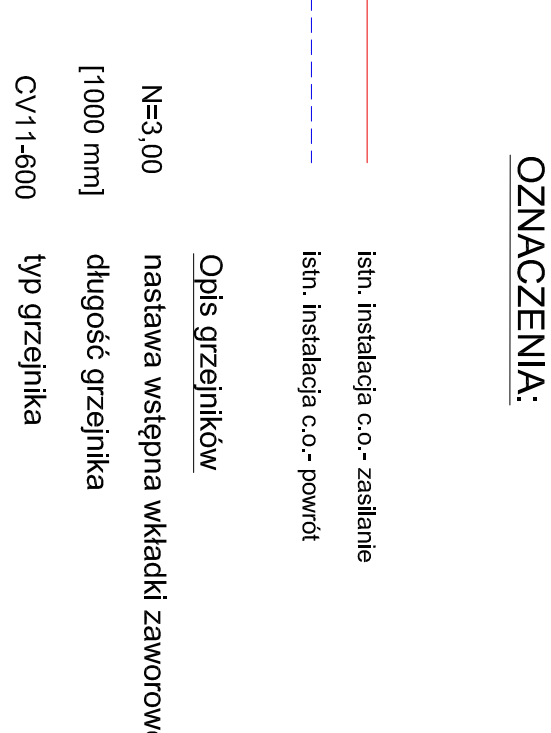 OZNACZENIA:
istn. instalacja c.o.- zasilanie
istn. instalacja c.o.- powrót
Opis grzejników
N=3,00 nastawa wstępna wkładki
[1000 mm] długość grzejnika
CV11-600 typ grzejnika